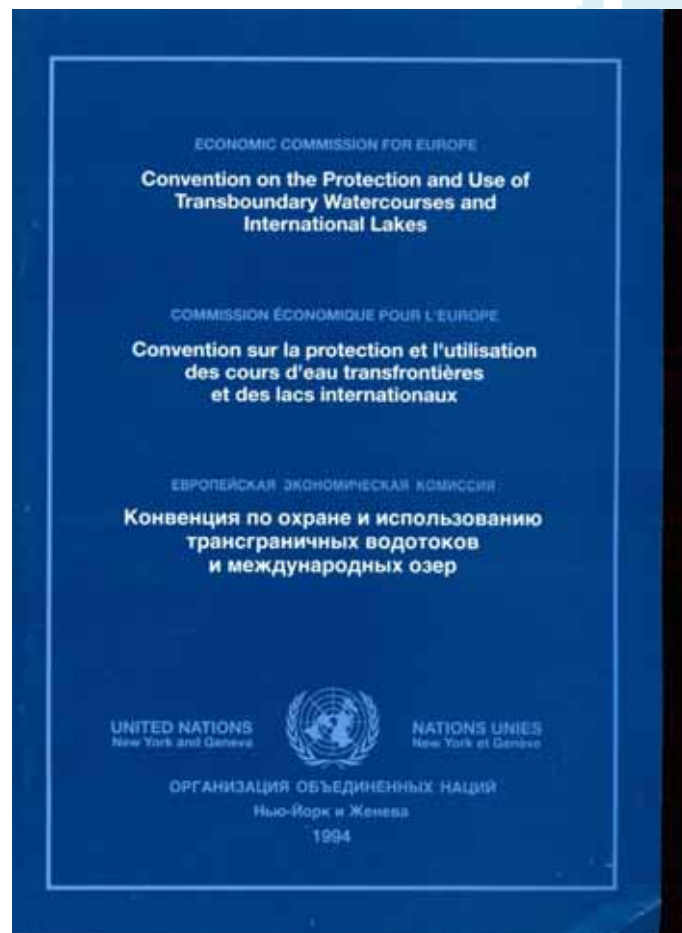 ECONOMIC COMMISSION FOR EUROPE
Convention on the Protection and Use of
Transboundary Watercourses and
International Lakes
COMMISSION ÉCONOMIQUE POUR L'EUROPE
Convention sur la protection et l'utilisation
des cours d'eau transfrontières
et des lacs internationaux
ЕВРОПЕЙСКАЯ ЭКОНОМИЧЕСКАЯ КОМИССИЯ
Конвенция по охране и использованию
трансграничных водотоков
и международных озер
UNITED NATIONS
New York and Geneva
NATIONS UNIES
New York et Genève
ОРГАНИЗАЦИЯ ОБЪЕДИНЕННЫХ НАЦИЙ
Нью-Йорк и Женева
1994